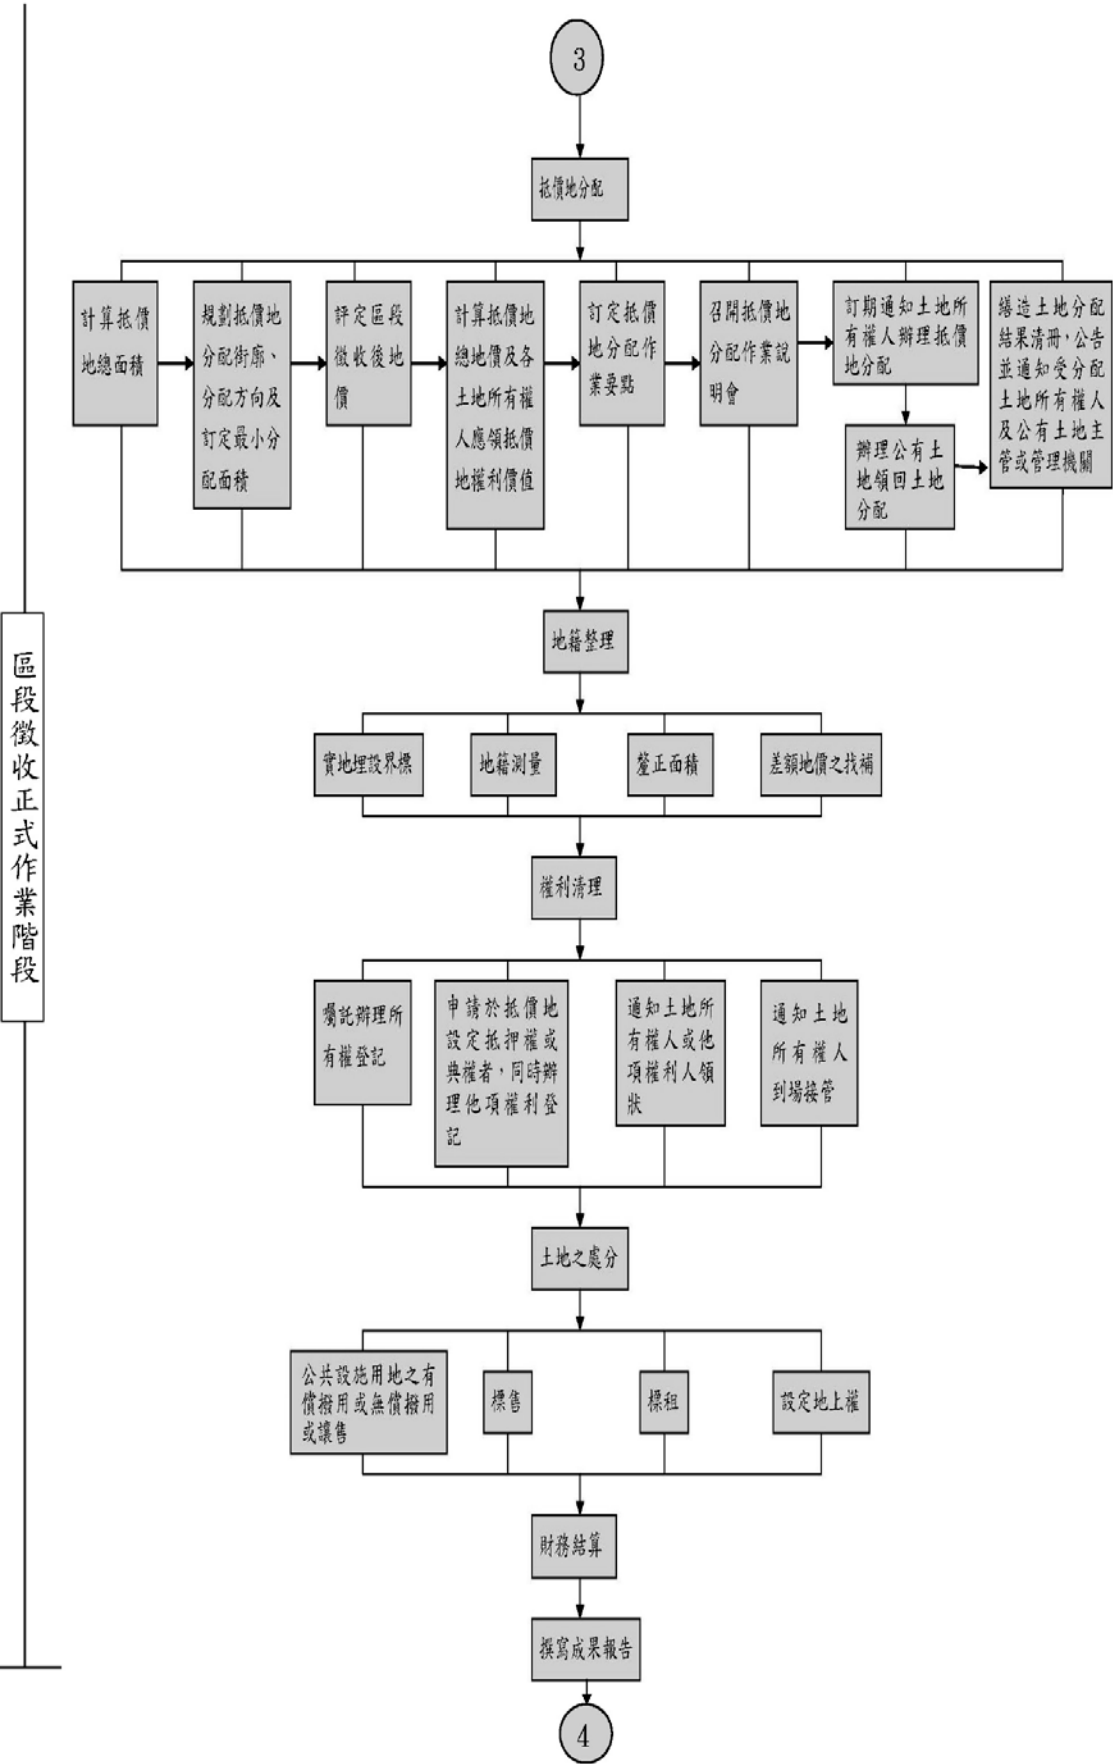 3
抵價地分配
計算抵價
地總面積
規劃抵價地
分配街廓、
分配方向及
訂定最小分
配面積
評定區段
徵收後地
價
計算抵價地
總地價及各
土地所有權
人應領抵價
地權利價值
訂定抵價
地分配作
業要點
召開抵價地
分配作業說
明會
訂期通知土地所
有權人辦理抵價
地分配
辦理公有土
地領回土地
分配
繕造土地分配
結果清冊，公告
並通知受分配
土地所有權人
及公有土地主
管或管理機關
地籍整理
實地埋設界標
地籍測量
釐正面積
差額地價之找補
權利清理
囑託辦理所
有權登記
申請於抵價地
設定抵押權或
典權者，同時辦
理他項權利登
記
通知土地所
有權人或他
項權利人領
狀
通知土地
所有權人
到場接管
土地之處分
公共設施用地之有
償撥用或無償撥用
或讓售
標售
標租
設定地上權
財務結算
撰寫成果報告
4
區段徵收正式作業階段